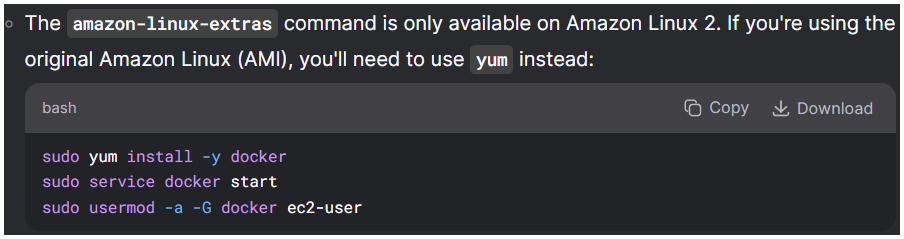 The amazon-linux-extras command is only available on Amazon Linux 2. If you're using the
original Amazon Linux (AMI), you'll need to use yum instead:
bash Copy Download
sudo yum install -y docker
sudo service docker start
sudo usermod -a -G docker ec2-user